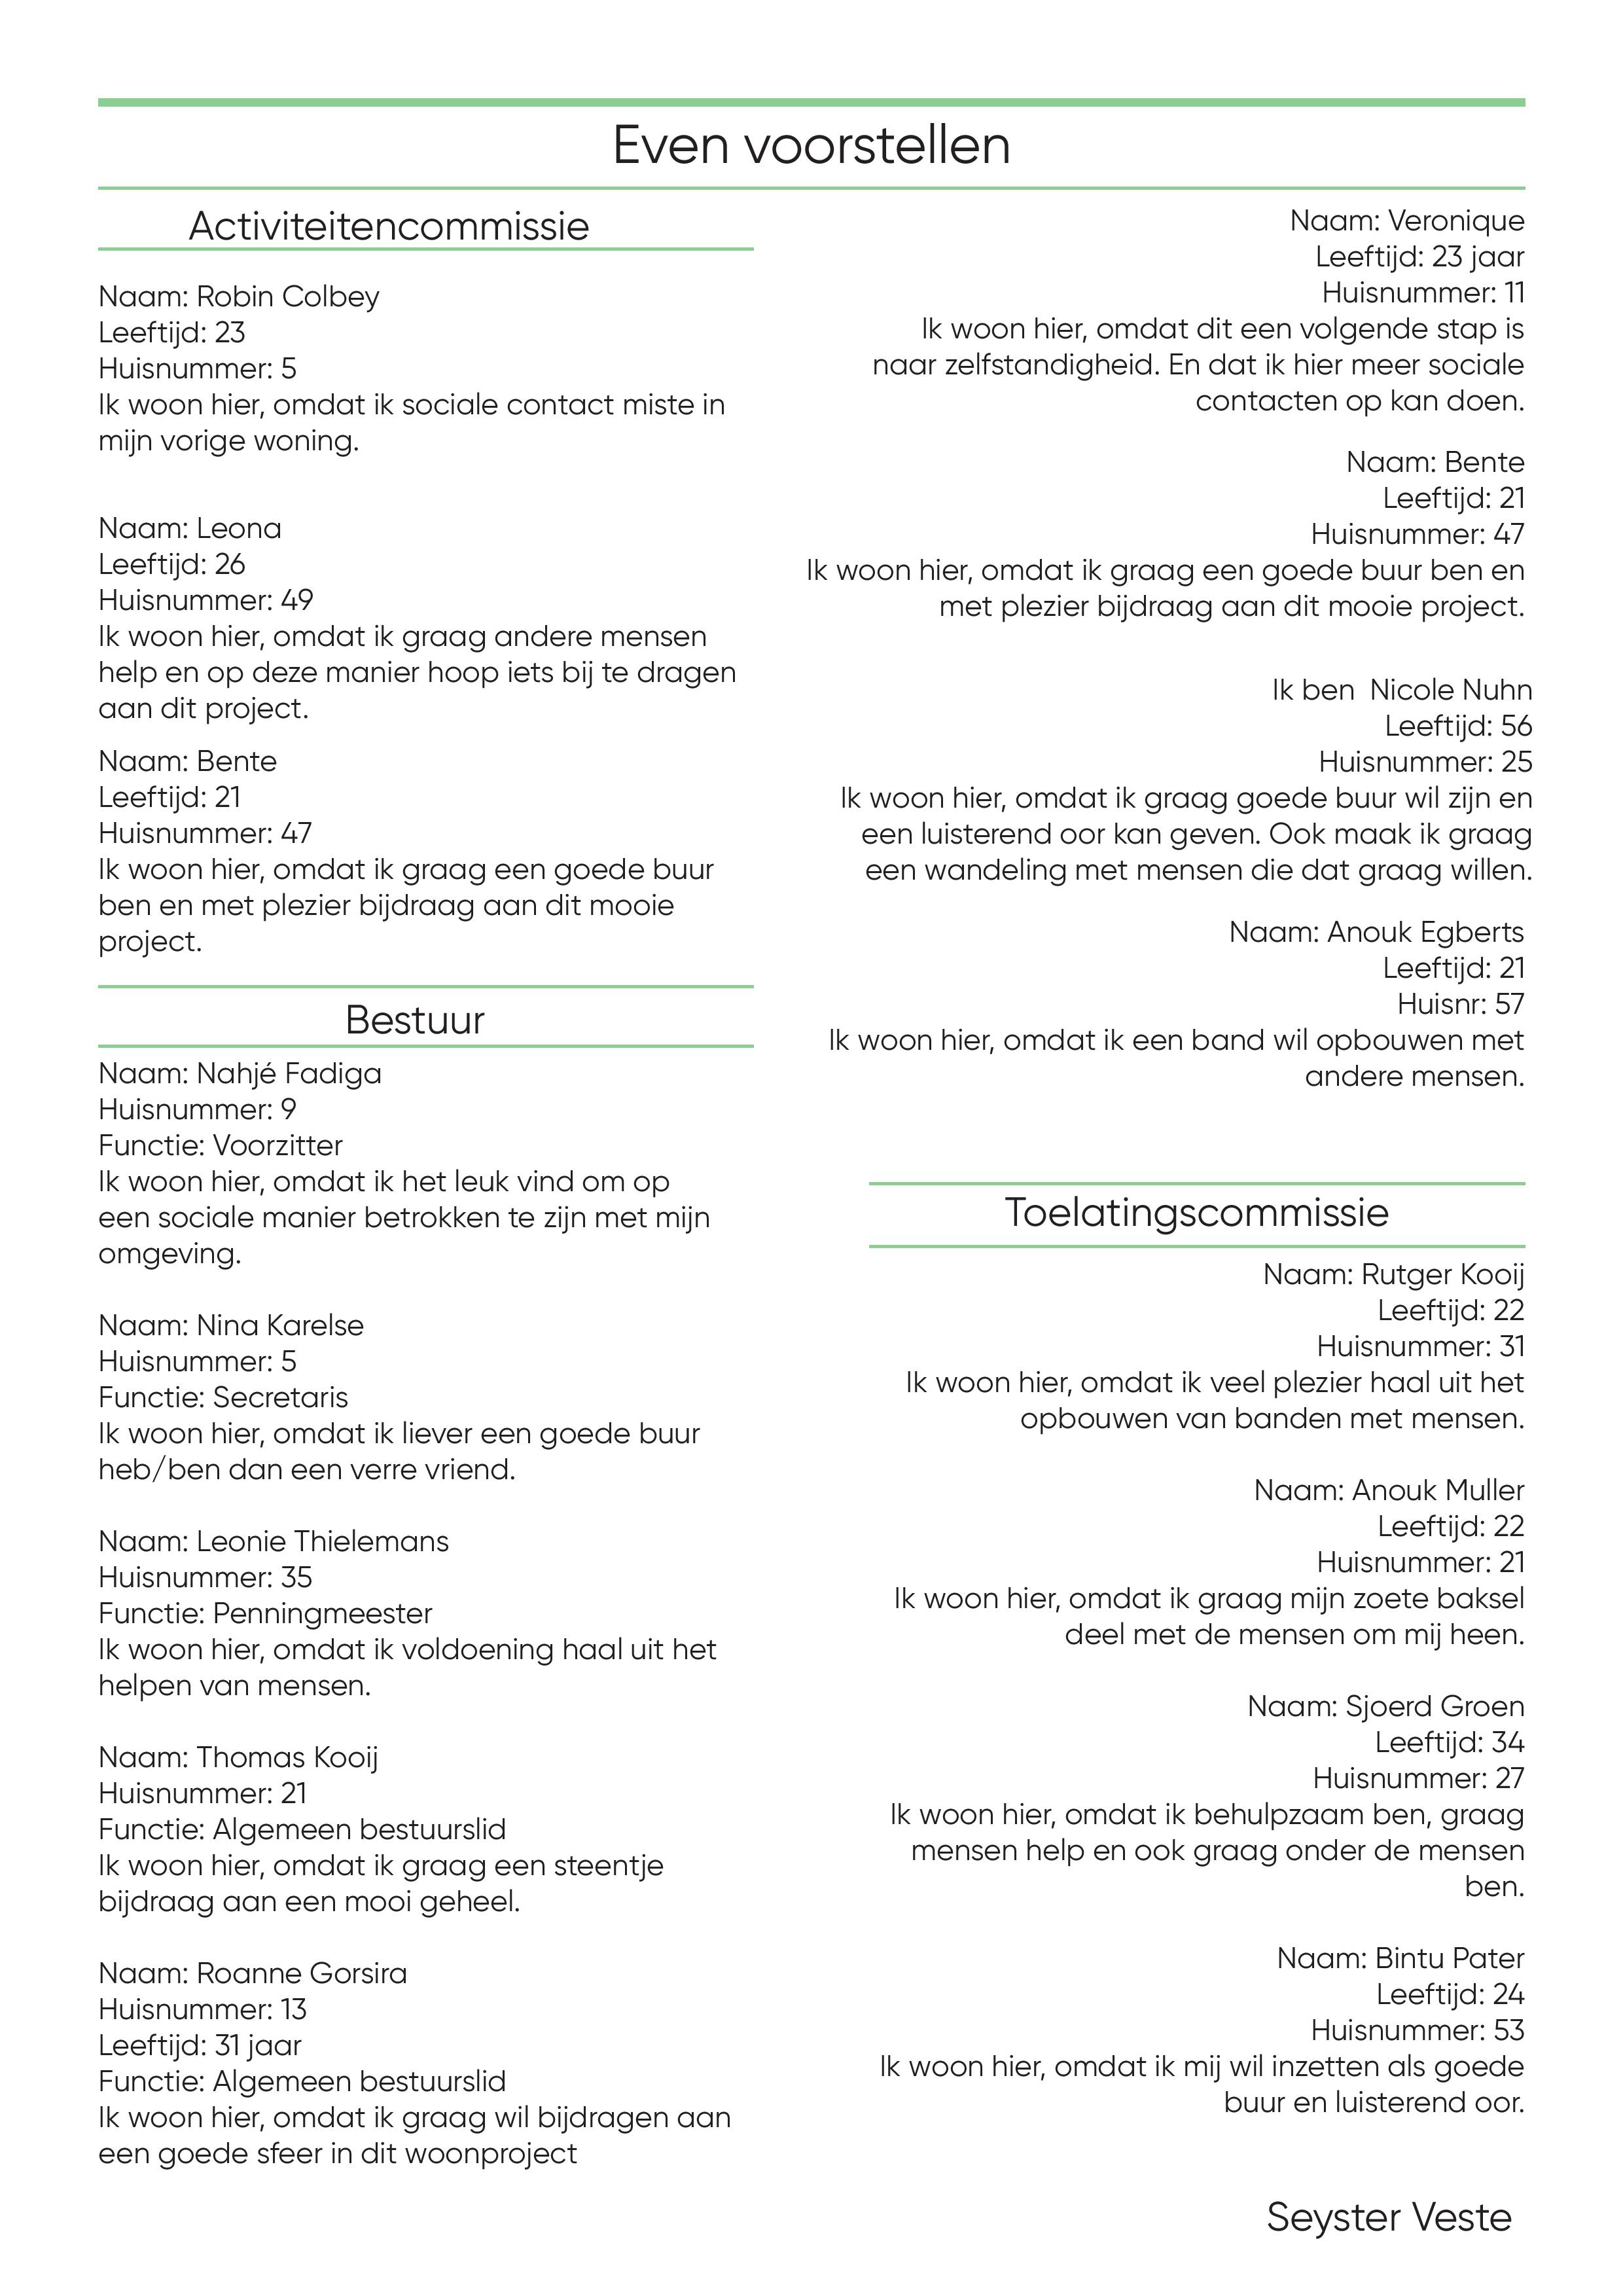 Even voorstellen
Activiteitencommissie
Naam: Robin Colbey
Leeftijd: 23
Huisnummer: 5
Ik woon hier, omdat ik sociale contact miste in
mijn vorige woning.
Naam: Leona
Leeftijd: 26
Huisnummer: 49
Ik woon hier, omdat ik graag andere mensen
help en op deze manier hoop iets bij te dragen
aan dit project.
Naam: Bente
Leeftijd: 21
Huisnummer: 47
Ik woon hier, omdat ik graag een goede buur
ben en met plezier bijdraag aan dit mooie
project.
Naam: Veronique
Leeftijd: 23 jaar
Huisnummer: 11
Ik woon hier, omdat dit een volgende stap is
naar zelfstandigheid. En dat ik hier meer sociale
contacten op kan doen.
Naam: Bente
Leeftijd: 21
Huisnummer: 47
Ik woon hier, omdat ik graag een goede buur ben en
met plezier bijdraag aan dit mooie project.
Ik ben  Nicole Nuhn
Leeftijd: 56
Huisnummer: 25
Ik woon hier, omdat ik graag goede buur wil zijn en
een luisterend oor kan geven. Ook maak ik graag
een wandeling met mensen die dat graag willen.
Naam: Anouk Egberts
Leeftijd: 21
Huisnr: 57
Ik woon hier, omdat ik een band wil opbouwen met
andere mensen.
Bestuur
Naam: Nahjé Fadiga
Huisnummer: 9
Functie: Voorzitter
Ik woon hier, omdat ik het leuk vind om op
een sociale manier betrokken te zijn met mijn
omgeving.
Naam: Nina Karelse
Huisnummer: 5
Functie: Secretaris
Ik woon hier, omdat ik liever een goede buur
heb/ben dan een verre vriend.
Naam: Leonie Thielemans
Huisnummer: 35
Functie: Penningmeester
Ik woon hier, omdat ik voldoening haal uit het
helpen van mensen.
Naam: Thomas Kooij
Huisnummer: 21
Functie: Algemeen bestuurslid
Ik woon hier, omdat ik graag een steentje
bijdraag aan een mooi geheel.
Naam: Roanne Gorsira
Huisnummer: 13
Leeftijd: 31 jaar
Functie: Algemeen bestuurslid
Ik woon hier, omdat ik graag wil bijdragen aan
een goede sfeer in dit woonproject
Toelatingscommissie
Naam: Rutger Kooij
Leeftijd: 22
Huisnummer: 31
Ik woon hier, omdat ik veel plezier haal uit het
opbouwen van banden met mensen.
Naam: Anouk Muller
Leeftijd: 22
Huisnummer: 21
Ik woon hier, omdat ik graag mijn zoete baksel
deel met de mensen om mij heen.
Naam: Sjoerd Groen
Leeftijd: 34
Huisnummer: 27
Ik woon hier, omdat ik behulpzaam ben, graag
mensen help en ook graag onder de mensen
ben.
Naam: Bintu Pater
Leeftijd: 24
Huisnummer: 53
Ik woon hier, omdat ik mij wil inzetten als goede
buur en luisterend oor.
Seyster Veste